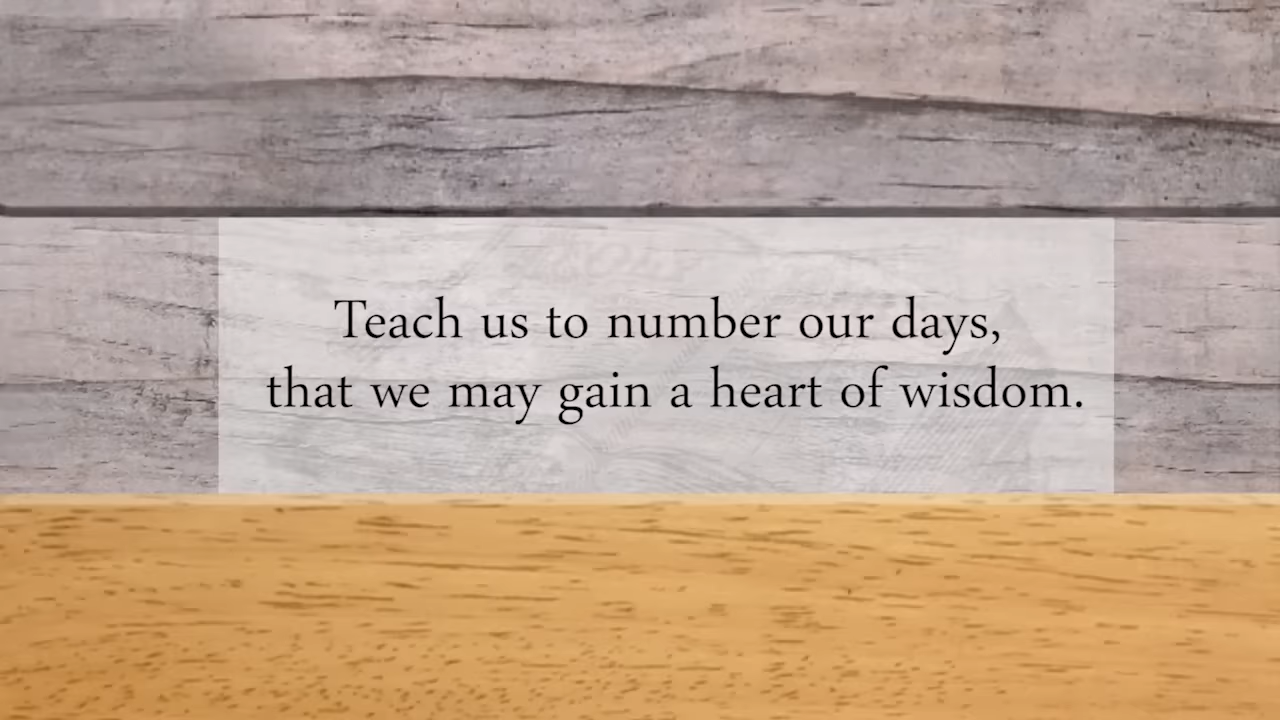 Teach us to number our days,
that we may gain a heart of wisdom.